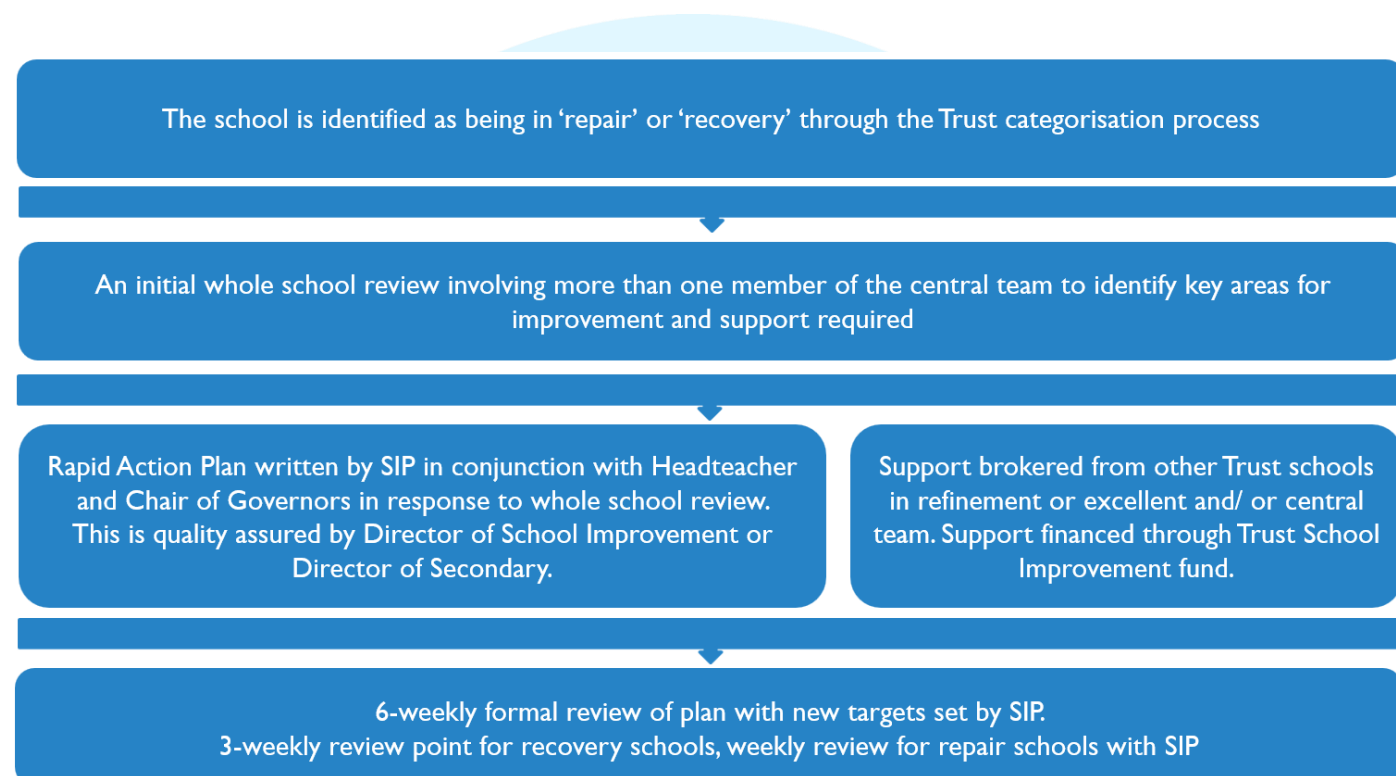 The school is identified as being in ‘repair’ or ‘recovery’ through the Trust categorisation process
An initial whole school review involving more than one member of the central team to identify key areas for
improvement and support required
Rapid Action Plan written by SIP in conjunction with Headteacher
and Chair of Governors in response to whole school review.
This is quality assured by Director of School Improvement or
Director of Secondary.
Support brokered from other Trust schools
in refinement or excellent and/ or central
team. Support financed through Trust School
Improvement fund.
6-weekly formal review of plan with new targets set by SIP.
3-weekly review point for recovery schools, weekly review for repair schools with SIP